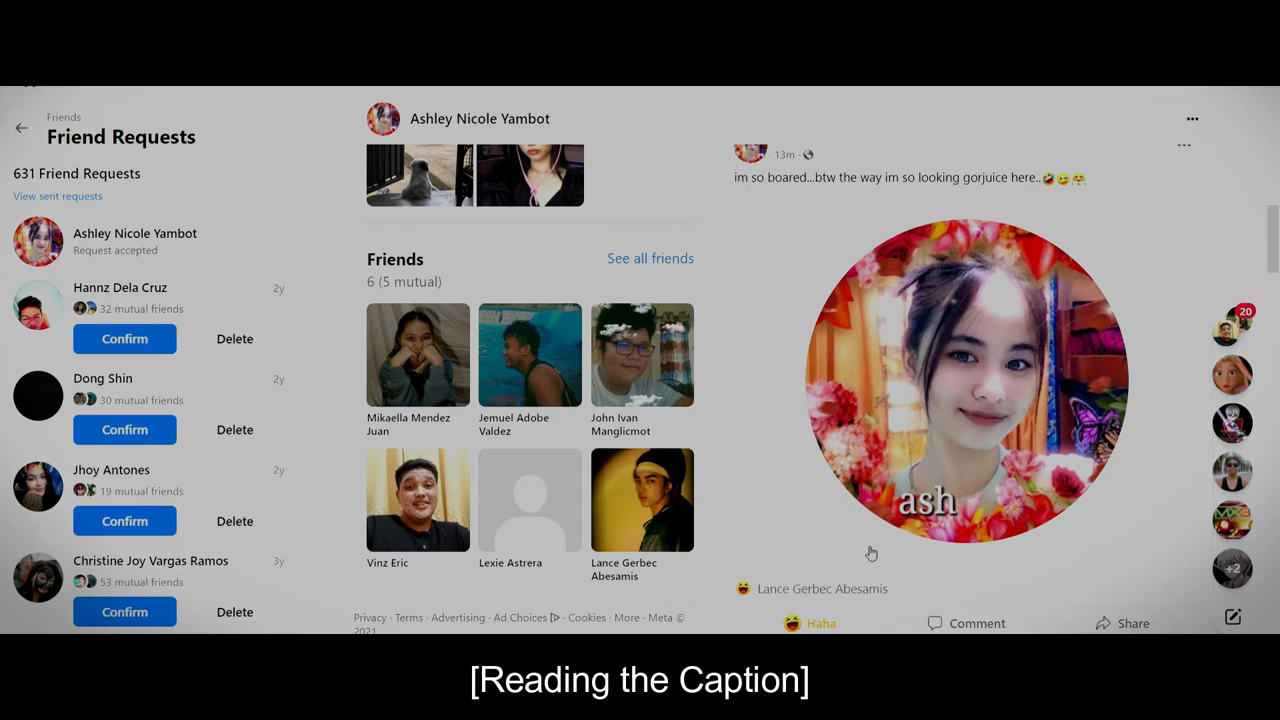 Friends
Friend Requests
631 Friend Requests
View sent requests
Ashley Nicole Yambot
Request accepted
Hannz Dela Cruz 2y
32 mutual friends
Confirm Delete
Dong Shin 2y
30 mutual friends
Confirm Delete
Jhoy Antones 2y
19 mutual friends
Confirm Delete
Christine Joy Vargas Ramos 3y
53 mutual friends
Confirm Delete
Ashley Nicole Yambot
Friends
See all friends
6 (5 mutual)
Mikaella Mendez
Juan
Jemuel Adobe
Valdez
John Ivan
Manglicmot
Vinz Eric
Lexie Astrera
Lance Gerbec
Abesamis
Privacy · Terms · Advertising · Ad Choices · Cookies · More · Meta ©
2021
13m ·
im so boared...btw the way im so looking gorjuice here..🤣😅😤
ash
Lance Gerbec Abesamis
Haha Comment Share
20
MX3
+2
[Reading the Caption]